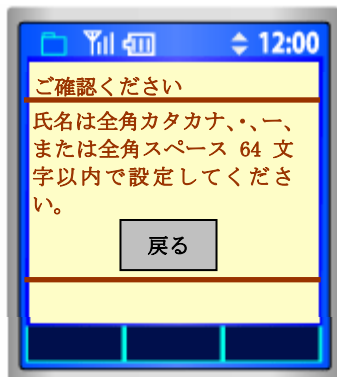 12:00
ご確認ください
氏名は全角カタカナ、・、ー、
または全角スペース 64 文
字以内で設定してくださ
い。
戻る